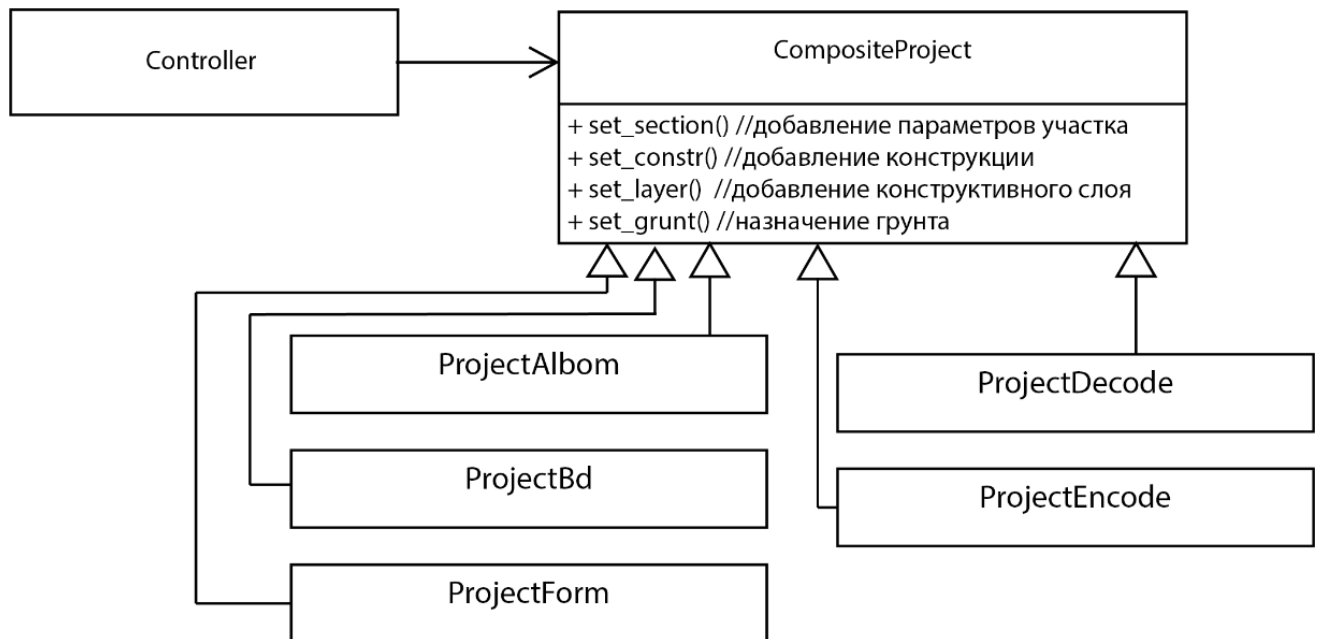 Controller
CompositeProject
+ set_section() //добавление параметров участка
+ set_constr() //добавление конструкции
+ set_layer()  //добавление конструктивного слоя
+ set_grunt() //назначение грунта
ProjectAlbom
ProjectDecode
ProjectBd
ProjectEncode
ProjectForm